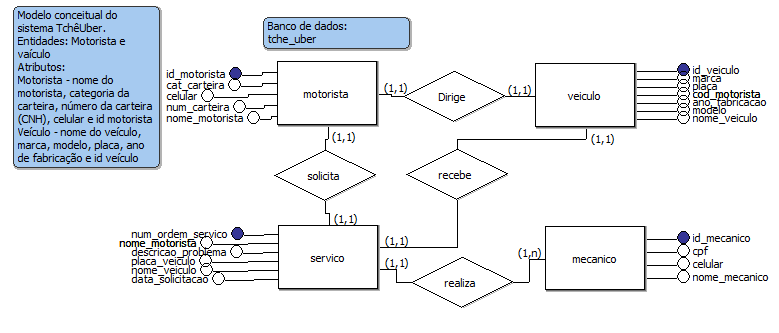 Modelo conceitual do
sistema TchêUber.
Entidades: Motorista e
vaículo
Atributos:
Motorista - nome do
motorista, categoria da
carteira, número da carteira
(CNH), celular e id motorista
Veículo - nome do veículo,
marca, modelo, placa, ano
de fabricação e id veículo
Banco de dados:
tche_uber
id_motorista
cat_carteira
celular
num_carteira
nome_motorista
motorista
(1,1)
Dirige
(1,1)
veiculo
id_veiculo
marca
placa
cod_motorista
ano_fabricacao
modelo
nome_veiculo
(1,1)
(1,1)
solicita
recebe
(1,1)
num_ordem_servico
nome_motorista
descricao_problema
placa_veiculo
nome_veiculo
data_solicitacao
servico
(1,1)
(1,1)
realiza
(1,n)
mecanico
id_mecanico
cpf
celular
nome_mecanico